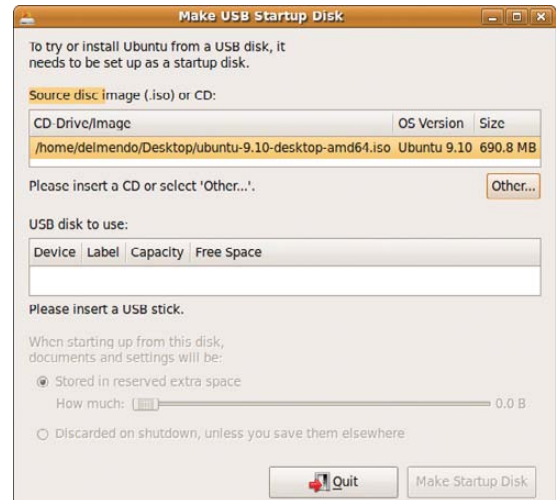 Make USB Startup Disk
To try or install Ubuntu from a USB disk, it
needs to be set up as a startup disk.
Source disc image (.iso) or CD:
CD-Drive/Image OS Version Size
/home/delmendo/Desktop/ubuntu-9.10-desktop-amd64.iso Ubuntu 9.10 690.8 MB
Please insert a CD or select 'Other...'.
Other...
USB disk to use:
Device Label Capacity Free Space
Please insert a USB stick.
When starting up from this disk,
documents and settings will be:
Stored in reserved extra space
How much: 0.0 B
Discarded on shutdown, unless you save them elsewhere
Quit Make Startup Disk